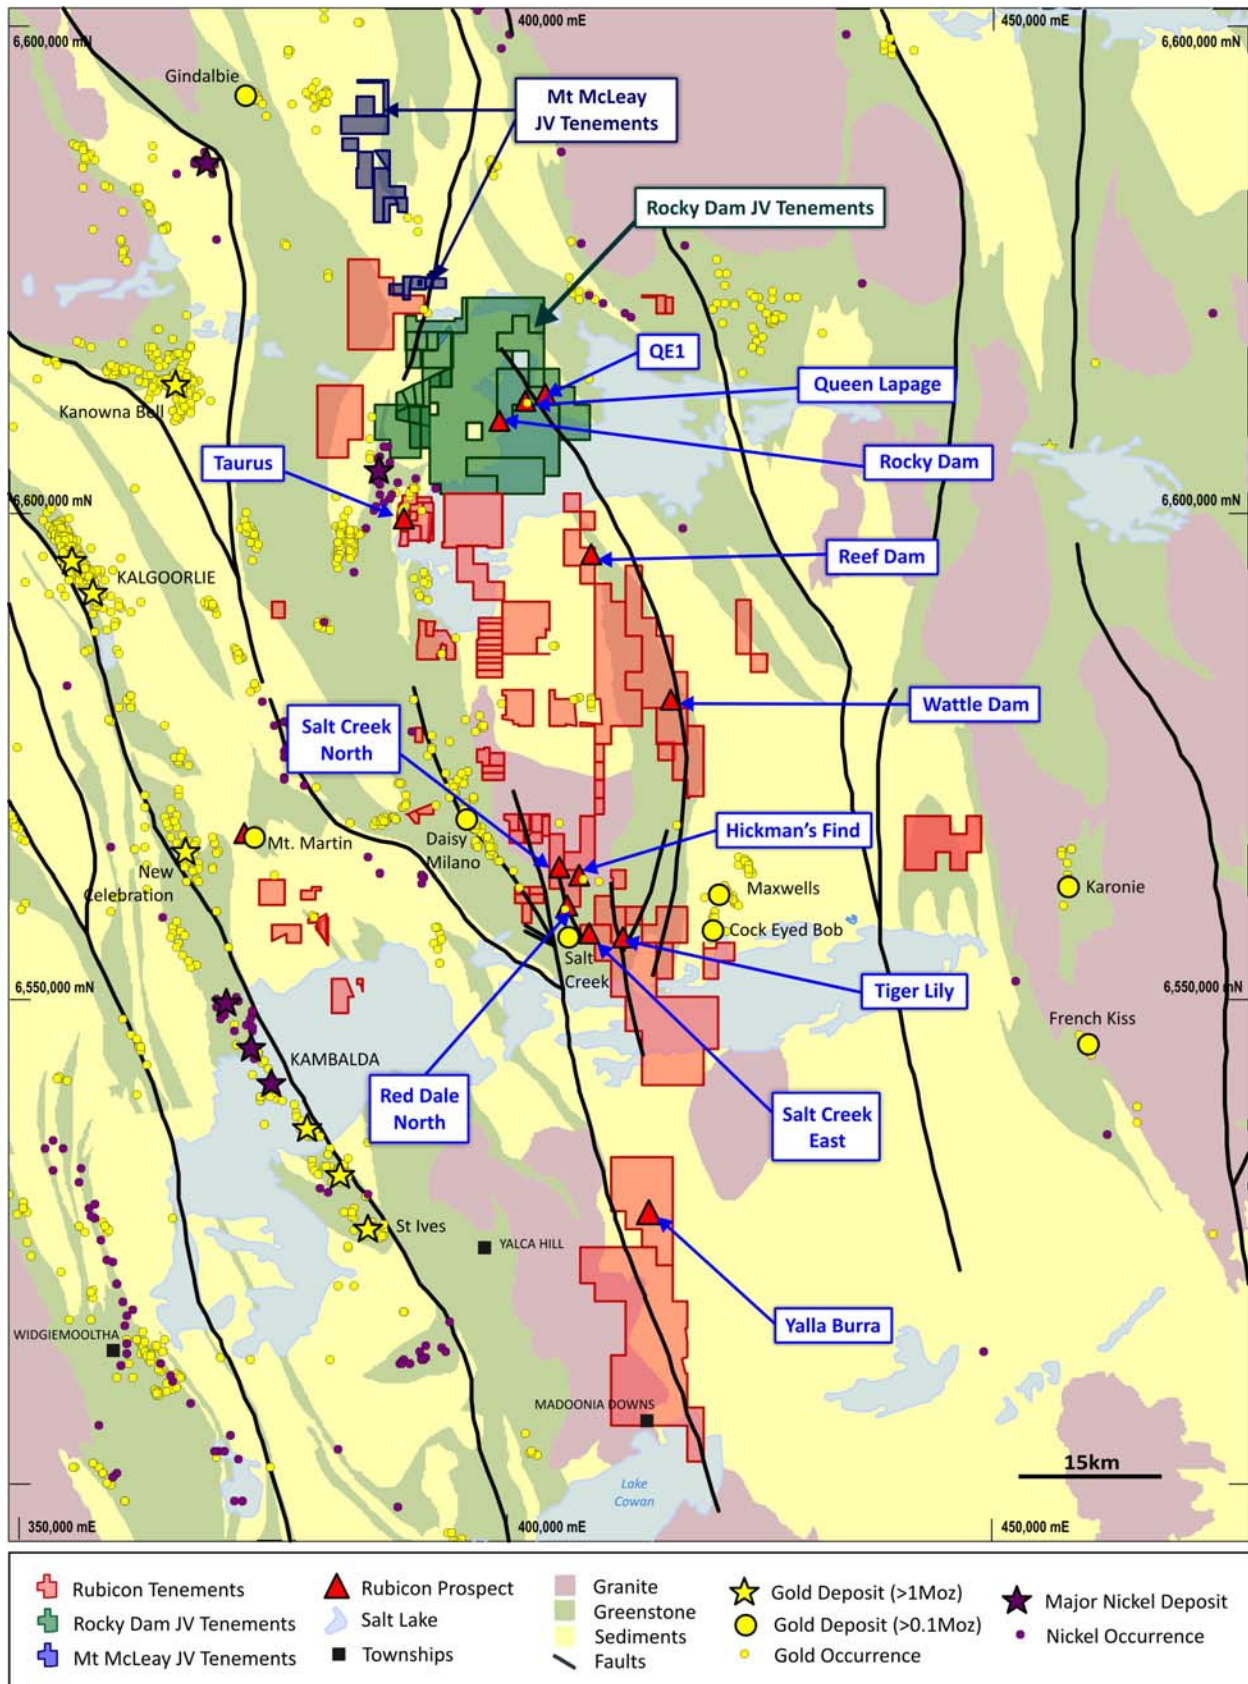 400,000 mE
450,000 mE
6,600,000 mN
6,600,000 mN
Gindalbie
Mt McLeay
JV Tenements
Rocky Dam JV Tenements
QE1
Queen Lapage
Kanowna Bell
Taurus
Rocky Dam
6,600,000 mN
6,600,000 mN
Reef Dam
KALGOORLIE
Wattle Dam
Salt Creek
North
Hickman's Find
Mt. Martin
Daisy
Milano
New
Celebration
Maxwells
Karonie
Cock Eyed Bob
Salt
Creek
Tiger Lily
6,550,000 mN
6,550,000 mN
French Kiss
KAMBALDA
Red Dale
North
Salt Creek
East
St Ives
YALCA HILL
Yalla Burra
WIDGIEMOOLTHA
MADOONIA DOWNS
15km
Lake
Cowan
350,000 mE
400,000 mE
450,000 mE
Rubicon Tenements
Rocky Dam JV Tenements
Mt McLeay JV Tenements
Rubicon Prospect
Salt Lake
Townships
Granite
Greenstone
Sediments
Faults
Gold Deposit (>1Moz)
Gold Deposit (>0.1Moz)
Gold Occurrence
Major Nickel Deposit
Nickel Occurrence